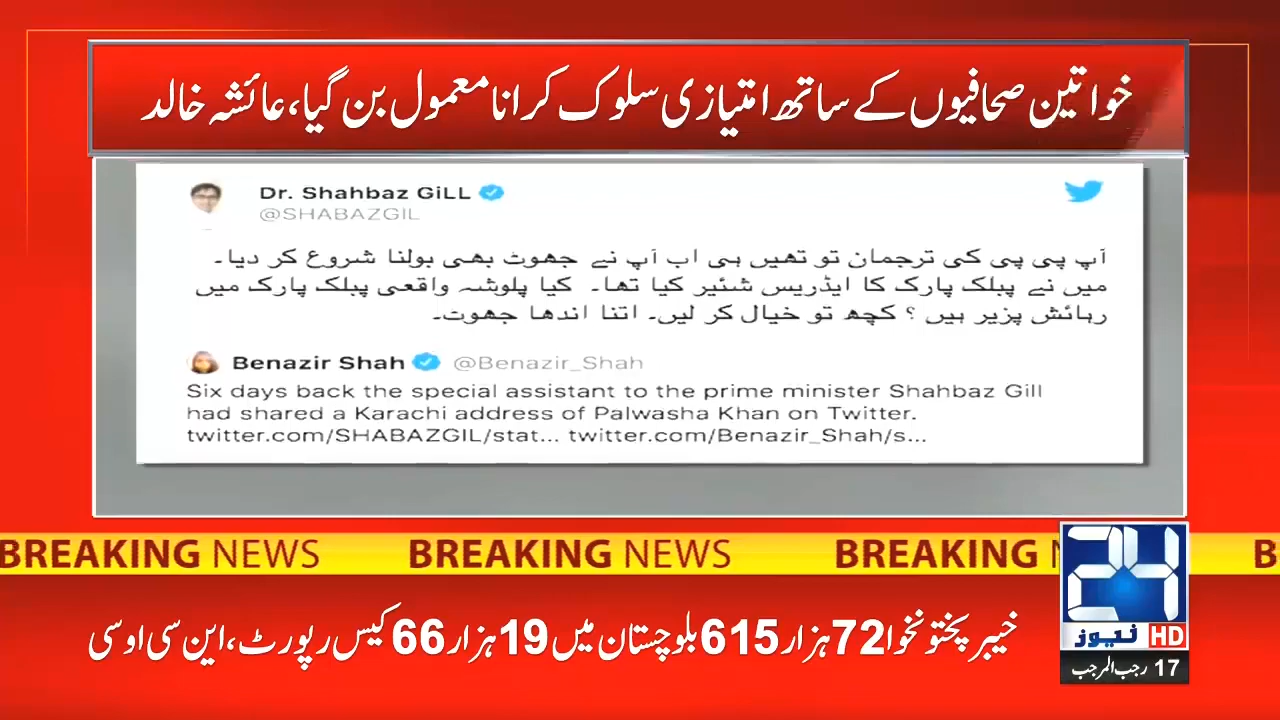 خواتین صحافیوں کے ساتھ امتیازی سلوک کرانا معمول بن گیا، عائشہ خالد
Dr. Shahbaz GiLL
@SHABAZGIL
آپ پی پی کی ترجمان تو تھیں ہی اب آپ نے جھوٹ بھی بولنا شروع کر دیا۔
میں نے پبلک پارک کا ایڈریس شئیر کیا تھا۔ کیا پلوشہ واقعی پبلک پارک میں
رہائش پزیر ہیں ؟ کچھ تو خیال کر لیں۔ اتنا اندھا جھوٹ۔
Benazir Shah @Benazir_Shah
Six days back the special assistant to the prime minister Shahbaz Gill
had shared a Karachi address of Palwasha Khan on Twitter.
twitter.com/SHABAZGIL/stat... twitter.com/Benazir_Shah/s...
BREAKING NEWS BREAKING NEWS BREAKING N B
24
نیوز HD
17 رجب المرجب
خیبر پختونخوا 72 ہزار 615 بلوچستان میں 19 ہزار 66 کیس رپورٹ، این سی او سی